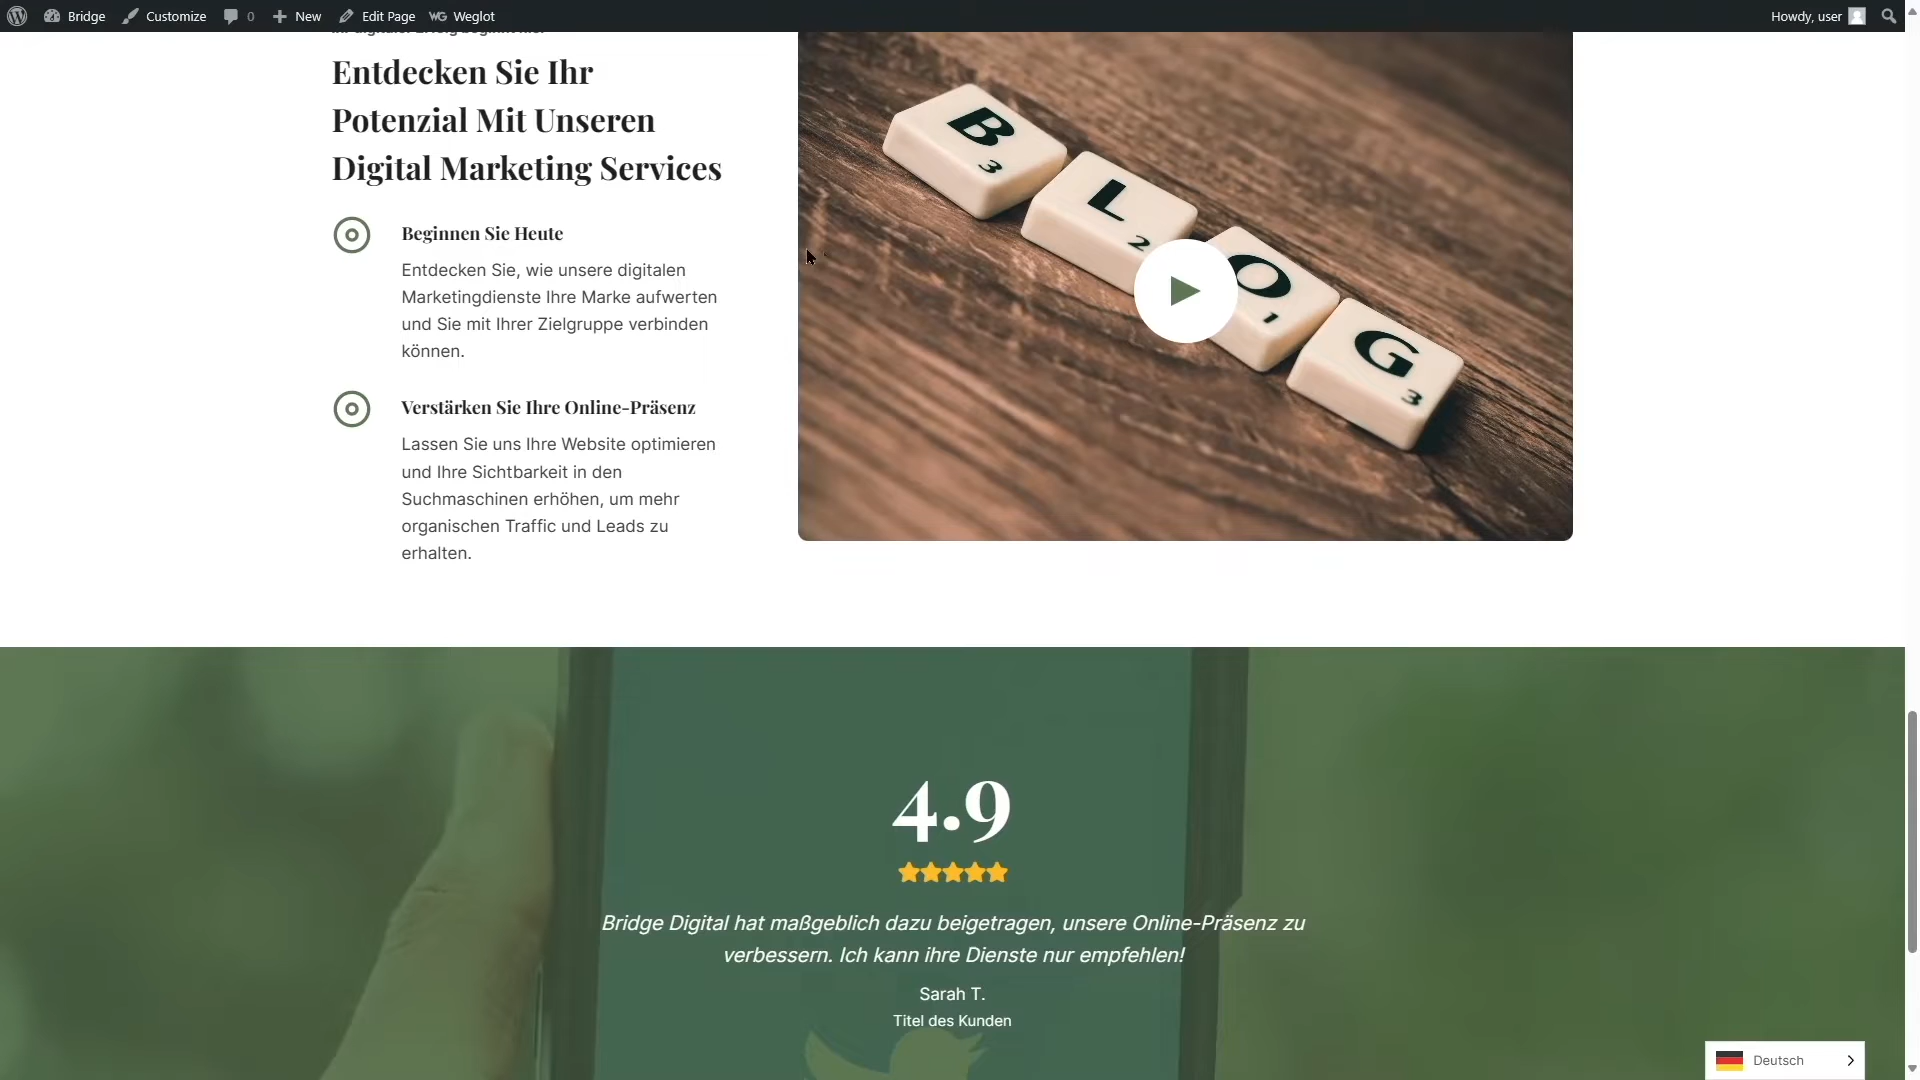 Bridge
Customize
0
New
Edit Page
WG Weglot
Howdy, user
Entdecken Sie Ihr
Potenzial Mit Unseren
Digital Marketing Services
Beginnen Sie Heute
Entdecken Sie, wie unsere digitalen
Marketingdienste Ihre Marke aufwerten
und Sie mit Ihrer Zielgruppe verbinden
können.
Verstärken Sie Ihre Online-Präsenz
Lassen Sie uns Ihre Website optimieren
und Ihre Sichtbarkeit in den
Suchmaschinen erhöhen, um mehr
organischen Traffic und Leads zu
erhalten.
B 3
L 2
O 1
G 3
4.9
Bridge Digital hat maßgeblich dazu beigetragen, unsere Online-Präsenz zu
verbessern. Ich kann ihre Dienste nur empfehlen!
Sarah T.
Titel des Kunden
Deutsch